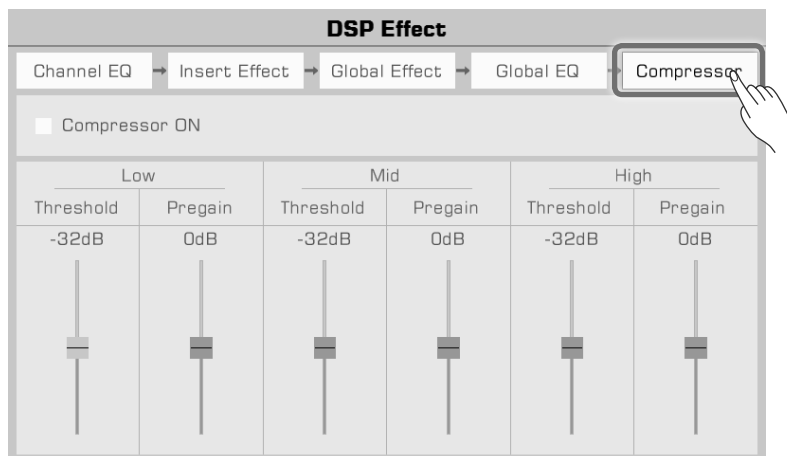 DSP Effect
Channel EQ → Insert Effect → Global Effect → Global EQ → Compressor
Compressor ON
Low Mid High
Threshold Pregain Threshold Pregain Threshold Pregain
-32dB 0dB -32dB 0dB -32dB 0dB